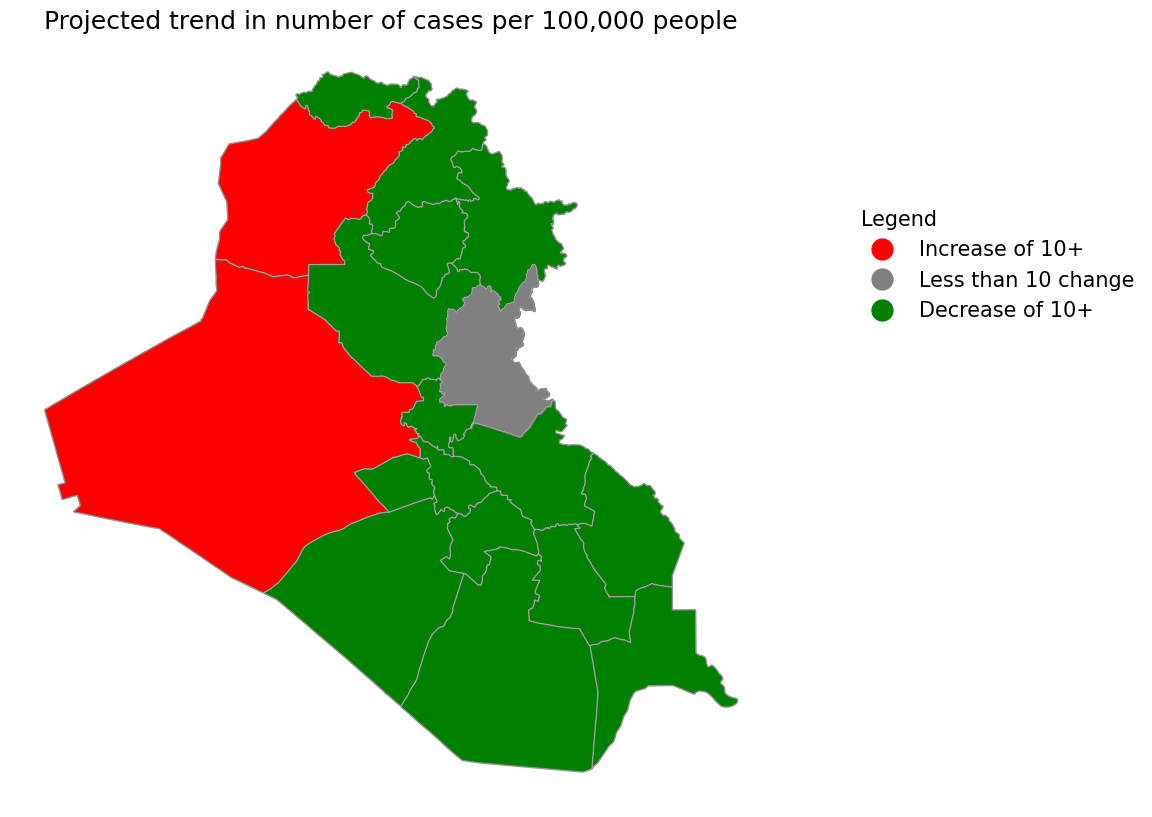 Projected trend in number of cases per 100,000 people
Legend
Increase of 10+
Less than 10 change
Decrease of 10+